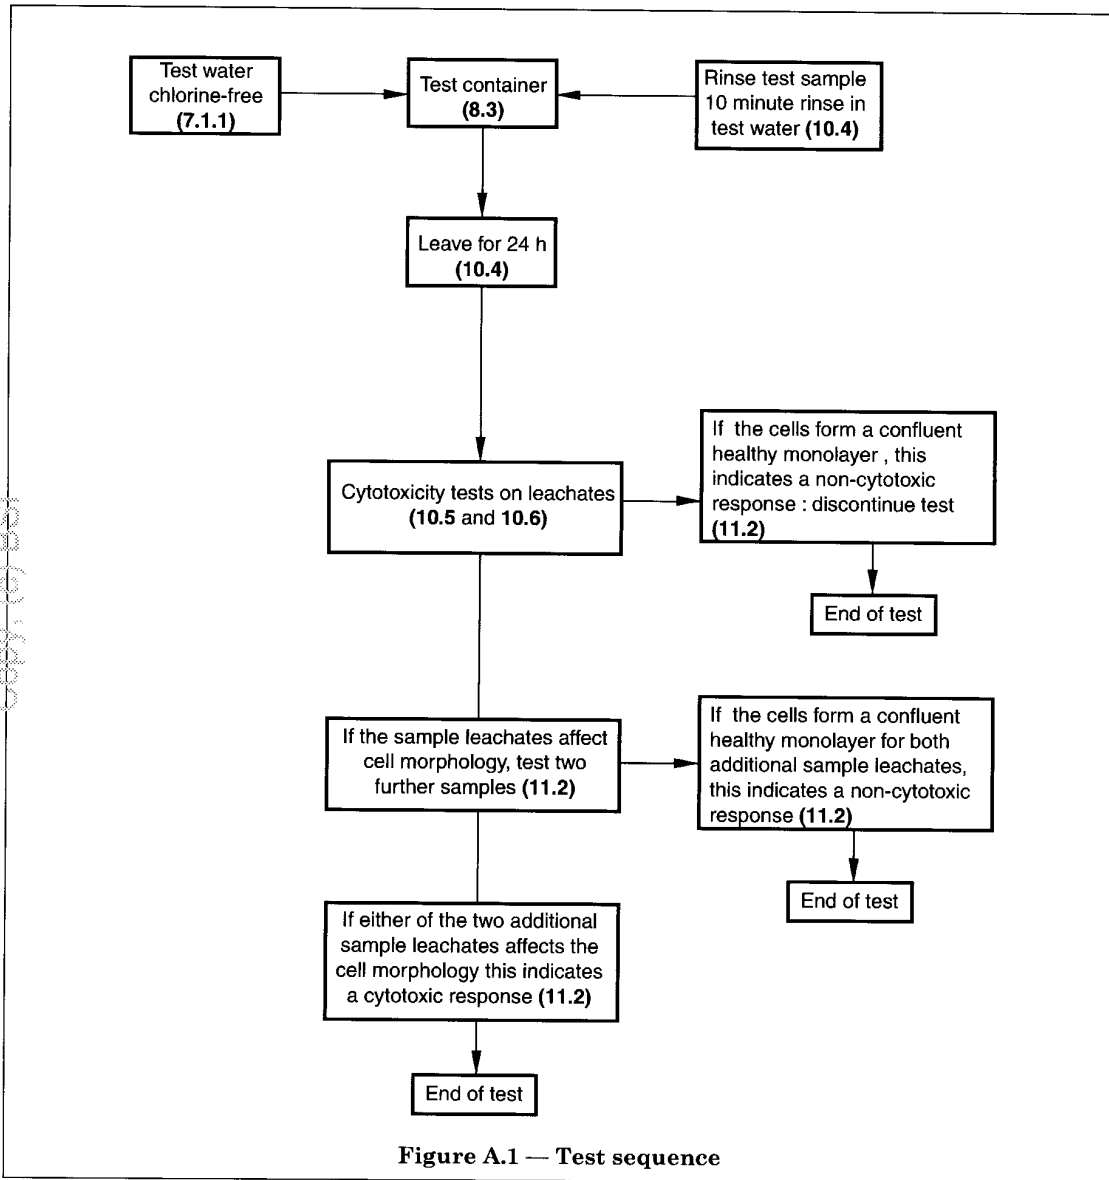 Test water
chlorine-free
(7.1.1)
Test container
(8.3)
Rinse test sample
10 minute rinse in
test water (10.4)
Leave for 24 h
(10.4)
Cytotoxicity tests on leachates
(10.5 and 10.6)
If the cells form a confluent
healthy monolayer , this
indicates a non-cytotoxic
response : discontinue test
(11.2)
End of test
If the sample leachates affect
cell morphology, test two
further samples (11.2)
If the cells form a confluent
healthy monolayer for both
additional sample leachates,
this indicates a non-cytotoxic
response (11.2)
End of test
If either of the two additional
sample leachates affects the
cell morphology this indicates
a cytotoxic response (11.2)
End of test
Figure A.1 — Test sequence